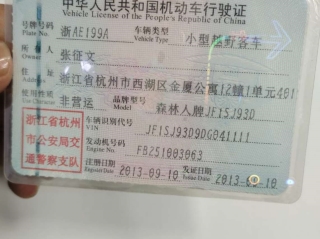 中华人民共和国机动车行驶证
Vehicle License of the People's Republic of China
号牌号码 浙AE199A 车辆类型 小型越野客车
Plate No. Vehicle Type
所有人 张征文
Owner
住址 浙江省杭州市西湖区金厦公寓12幢1单元401
Address
使用性质 非营运 品牌型号 森林人牌JF1SJ93D
Use Character Model
浙江省杭州市公安局交通警察支队
车辆识别代号 JF1SJ93D9DG041111
VIN
发动机号码 FB251003063
Engine No.
注册日期 2013-09-10 发证日期 2013-09-10
Register Date Issue Date